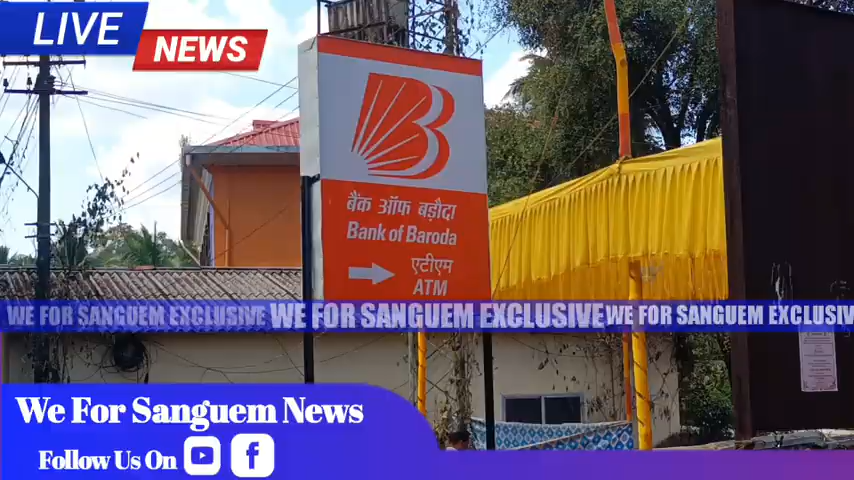 LIVE NEWS
बैंक ऑफ बड़ौदा
Bank of Baroda
एटीएम
ATM
WE FOR SANGUEM EXCLUSIVE WE FOR SANGUEM EXCLUSIVE WE FOR SANGUEM EXCLUSIV
We For Sanguem News
Follow Us On